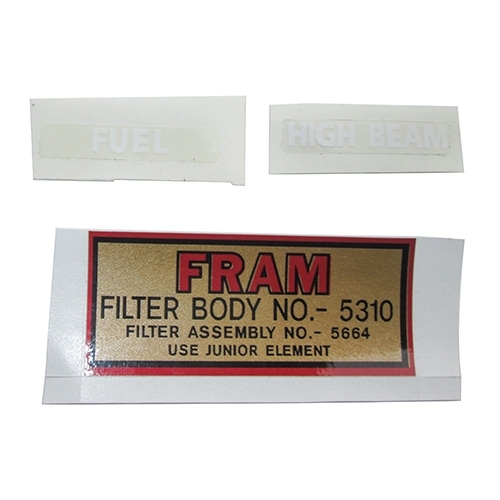 FUEL
HIGH BEAM
FRAM
FILTER BODY NO.- 5310
FILTER ASSEMBLY NO.- 5664
USE JUNIOR ELEMENT